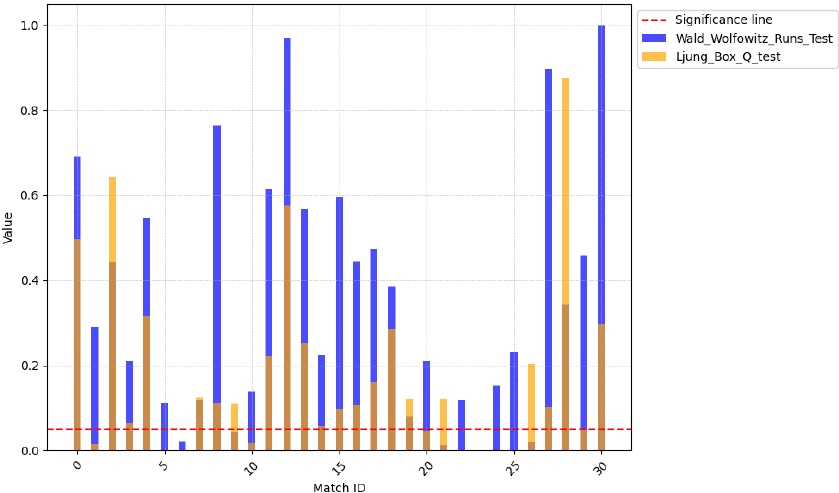 1.0
0.8
0.6
0.4
0.2
0.0
Value
0 5 10 15 20 25 30
Match ID
Significance line
Wald_Wolfowitz_Runs_Test
Ljung_Box_Q_test